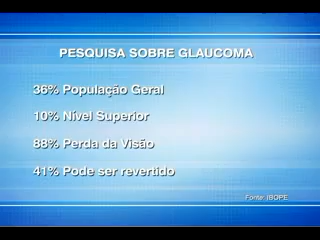 PESQUISA SOBRE GLAUCOMA
36% População Geral
10% Nível Superior
88% Perda da Visão
41% Pode ser revertido
Fonte: IBOPE